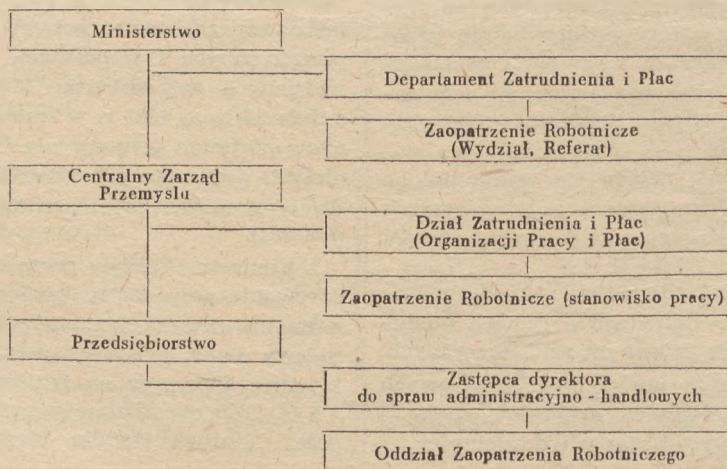 Ministerstwo
Departament Zatrudnienia i Płac
Zaopatrzenie Robotnicze
(Wydział, Referat)
Centralny Zarząd
Przemysłu
Dział Zatrudnienia i Płac
(Organizacji Pracy i Płac)
Zaopatrzenie Robotnicze (stanowisko pracy)
Przedsiębiorstwo
Zastępca dyrektora
do spraw administracyjno - handlowych
Oddział Zaopatrzenia Robotniczego